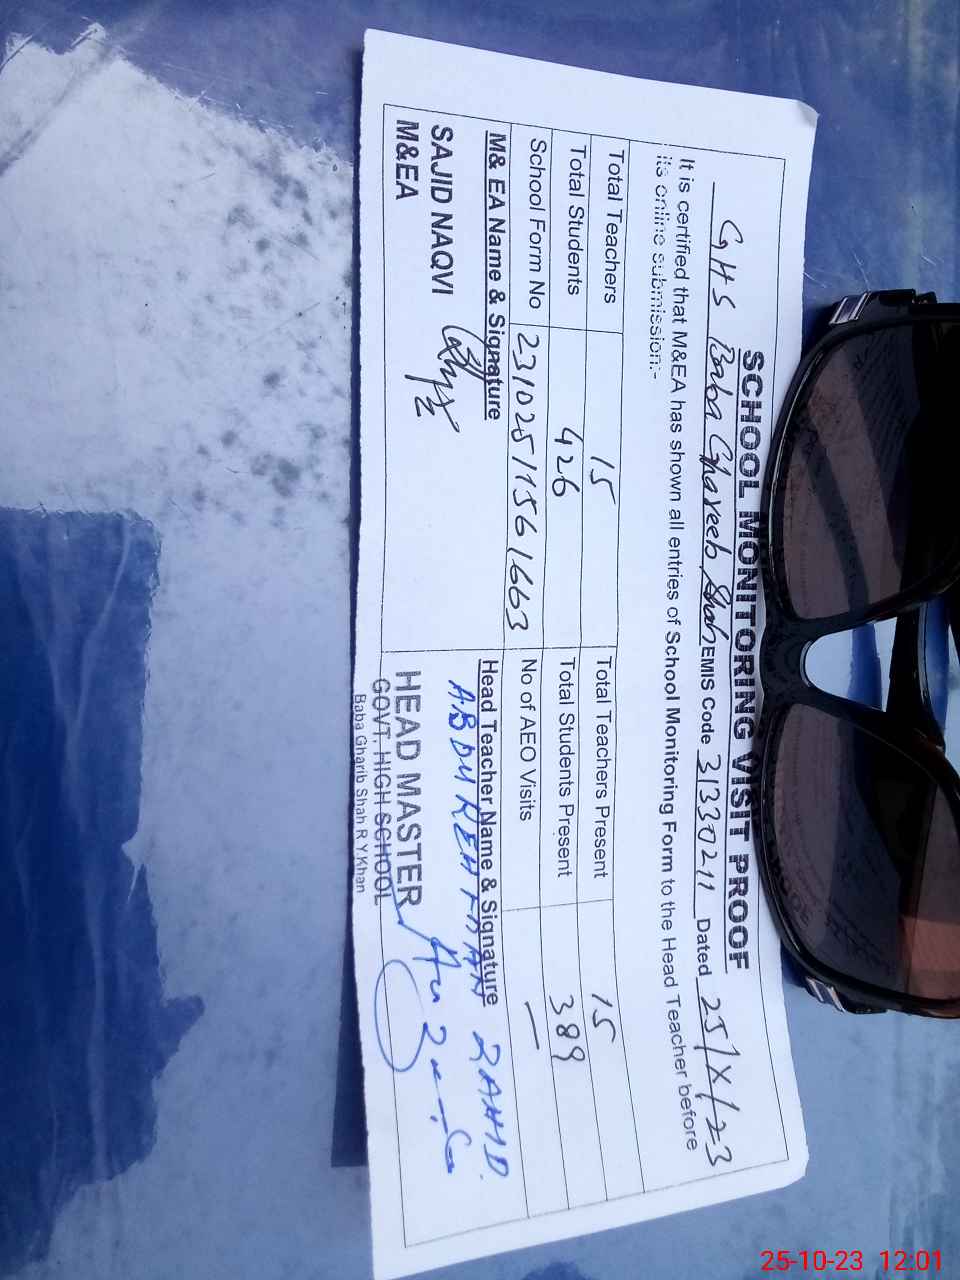 SCHOOL MONITORING VISIT PROOF
GHS Baba Ghareeb Shah EMIS Code 31330211 Dated 25/X/23
It is certified that M&EA has shown all entries of School Monitoring Form to the Head Teacher before
its online submission:-
Total Teachers 15 Total Teachers Present 15
Total Students 426 Total Students Present 389
School Form No 23102511561663 No of AEO Visits —
M& EA Name & Signature Head Teacher Name & Signature
SAJID NAQVI
M&EA
ABDUR REHMAN ZAHID.
HEAD MASTER
GOVT. HIGH SCHOOL
Baba Gharib Shah R.Y.Khan
25-10-23 12:01